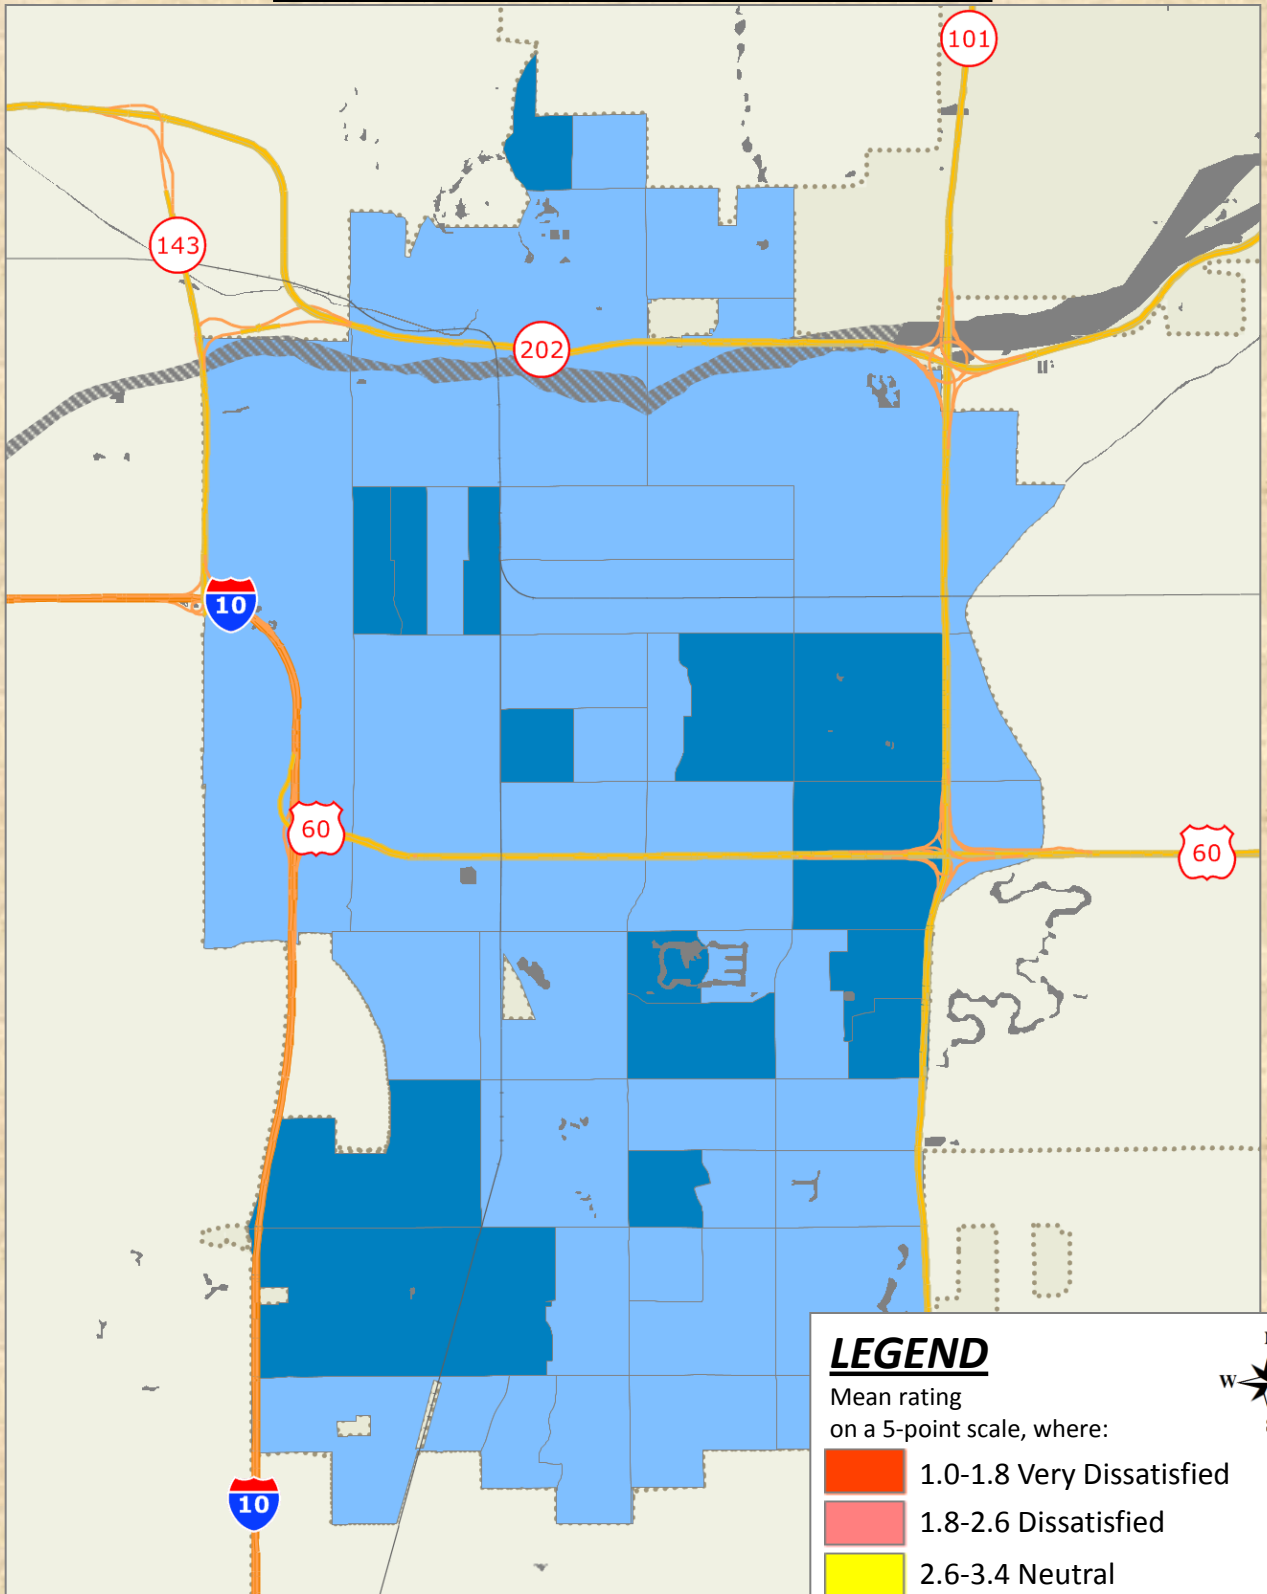 101
143
202
10
60
60
10
LEGEND
Mean rating
on a 5-point scale, where:
W
1.0-1.8 Very Dissatisfied
1.8-2.6 Dissatisfied
2.6-3.4 Neutral